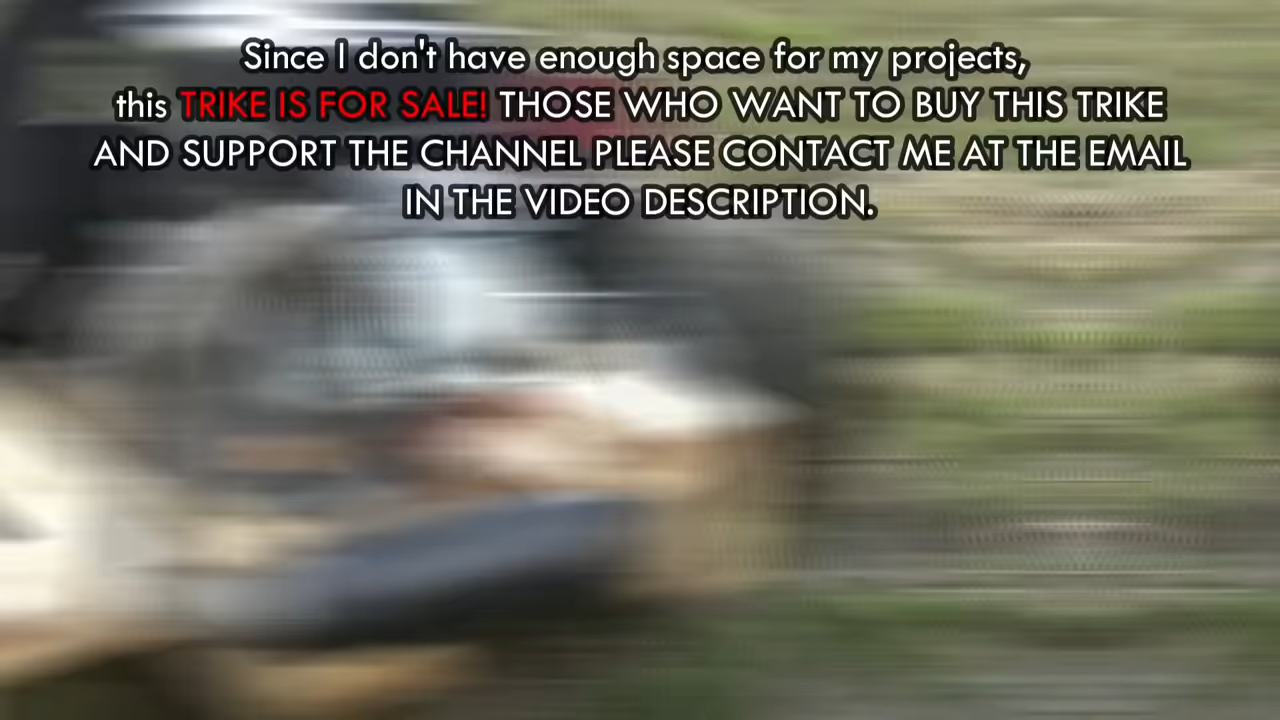 Since I don't have enough space for my projects,
this TRIKE IS FOR SALE! THOSE WHO WANT TO BUY THIS TRIKE
AND SUPPORT THE CHANNEL PLEASE CONTACT ME AT THE EMAIL
IN THE VIDEO DESCRIPTION.